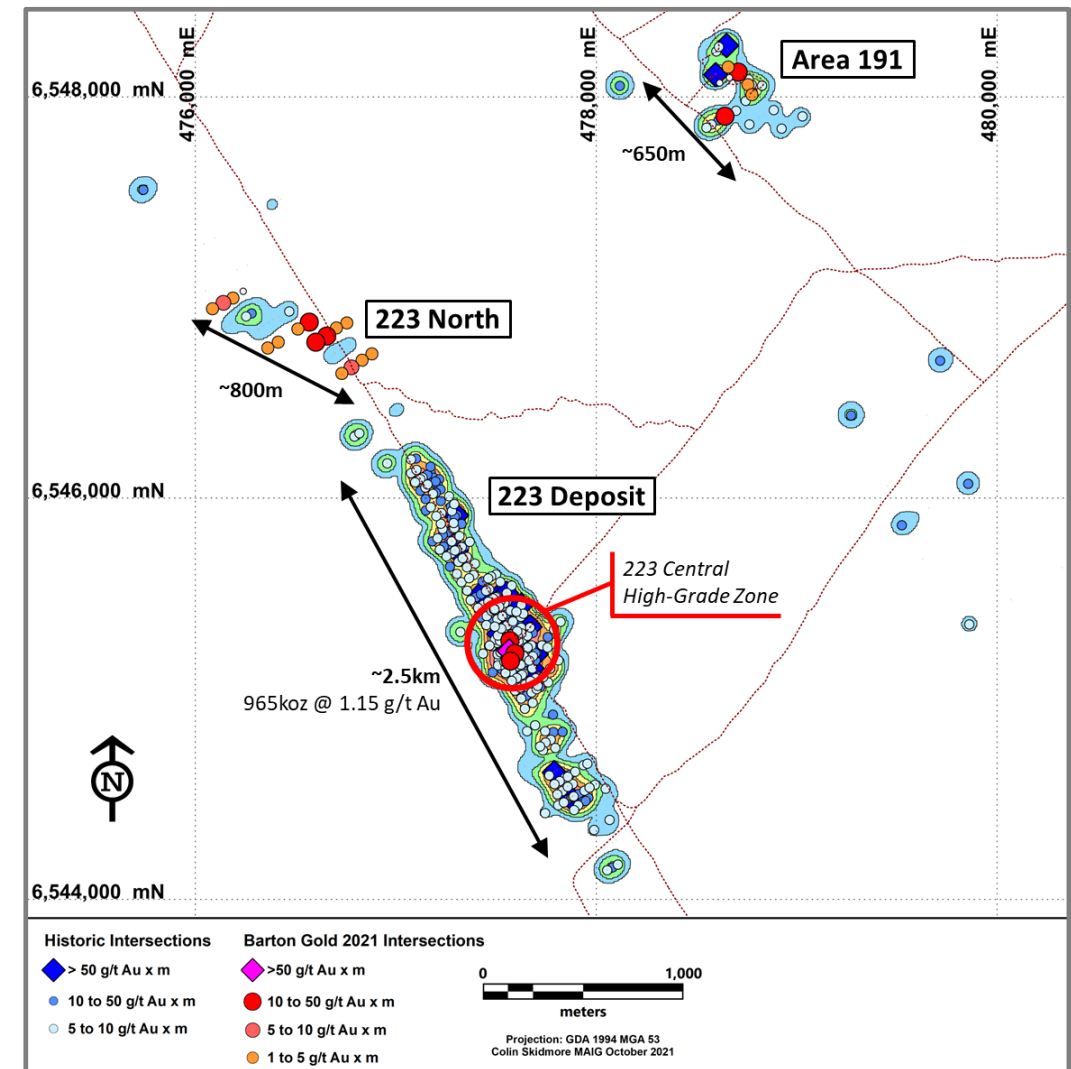 476,000 mE
478,000 mE
480,000 mE
Area 191
6,548,000 mN
~650m
223 North
~800m
6,546,000 mN
223 Deposit
223 Central
High-Grade Zone
~2.5km
965koz @ 1.15 g/t Au
N
6,544,000 mN
Historic Intersections
> 50 g/t Au x m
10 to 50 g/t Au x m
5 to 10 g/t Au x m
Barton Gold 2021 Intersections
>50 g/t Au x m
10 to 50 g/t Au x m
5 to 10 g/t Au x m
1 to 5 g/t Au x m
0 1,000
meters
Projection: GDA 1994 MGA 53
Colin Skidmore MAIG October 2021